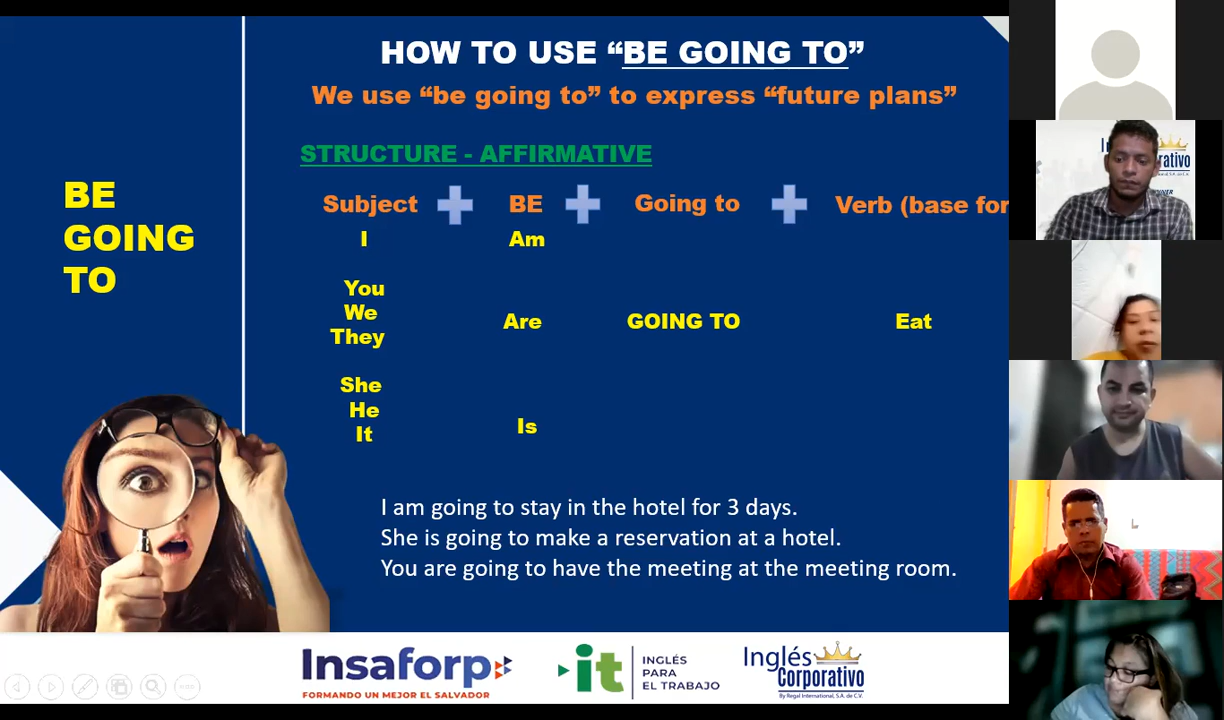 HOW TO USE “BE GOING TO”
We use “be going to” to express “future plans”
STRUCTURE - AFFIRMATIVE
Subject BE Going to Verb (base for
I Am
You
We
They
Are GOING TO Eat
She
He
It
Is
BE
GOING
TO
I am going to stay in the hotel for 3 days.
She is going to make a reservation at a hotel.
You are going to have the meeting at the meeting room.
Insaforp
FORMANDO UN MEJOR EL SALVADOR
it
INGLÉS
PARA
EL TRABAJO
Inglés
Corporativo
By Regal International, S.A. de C.V.